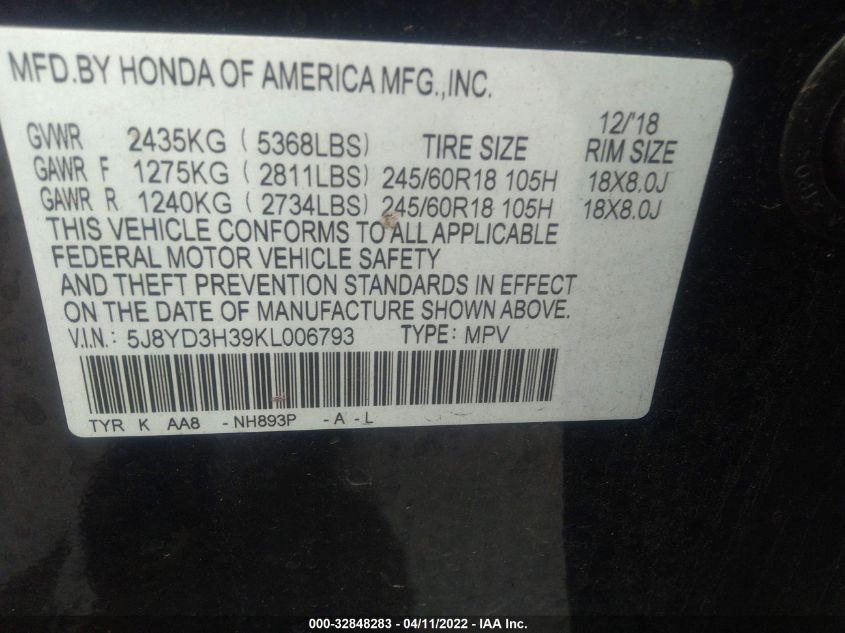 MFD.BY HONDA OF AMERICA MFG.,INC.
12/'18
GVWR 2435KG ( 5368LBS) TIRE SIZE RIM SIZE
GAWR F 1275KG ( 2811LBS) 245/60R18 105H 18X8.0J
GAWR R 1240KG ( 2734LBS) 245/60R18 105H 18X8.0J
THIS VEHICLE CONFORMS TO ALL APPLICABLE
FEDERAL MOTOR VEHICLE SAFETY
AND THEFT PREVENTION STANDARDS IN EFFECT
ON THE DATE OF MANUFACTURE SHOWN ABOVE.
V.I.N.: 5J8YD3H39KL006793 TYPE: MPV
TYR K AA8 -NH893P -A -L
000-32848283 - 04/11/2022 - IAA Inc.